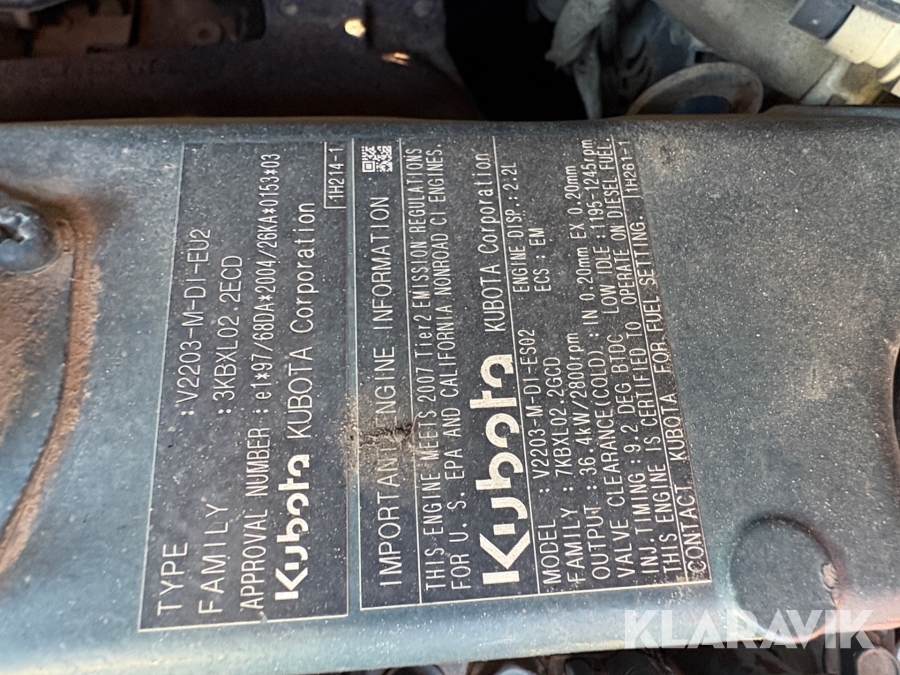 TYPE : V2203-M-DI-EU2
FAMILY : 3KBXL02.2ECD
APPROVAL NUMBER : e1*97/68DA*2004/26KA*0153*03
Kubota KUBOTA Corporation
1H214-1
IMPORTANT ENGINE INFORMATION
THIS ENGINE MEETS 2007 Tier2 EMISSION REGULATIONS
FOR U. S. EPA AND CALIFORNIA NONROAD CI ENGINES.
Kubota KUBOTA Corporation
MODEL : V2203-M-DI-ES02 ENGINE DISP.:2.2L
FAMILY : 7KBXL02.2GCD ECS : EM
OUTPUT : 36.4kW/2800rpm
VALVE CLEARANCE(COLD) : IN 0.20mm EX 0.20mm
INJ.TIMING : 9.2 DEG BTDC LOW IDLE :1195-1245rpm
THIS ENGINE IS CERTIFIED TO OPERATE ON DIESEL FUEL.
CONTACT KUBOTA FOR FUEL SETTING. 1H261-1
KLARAVIK